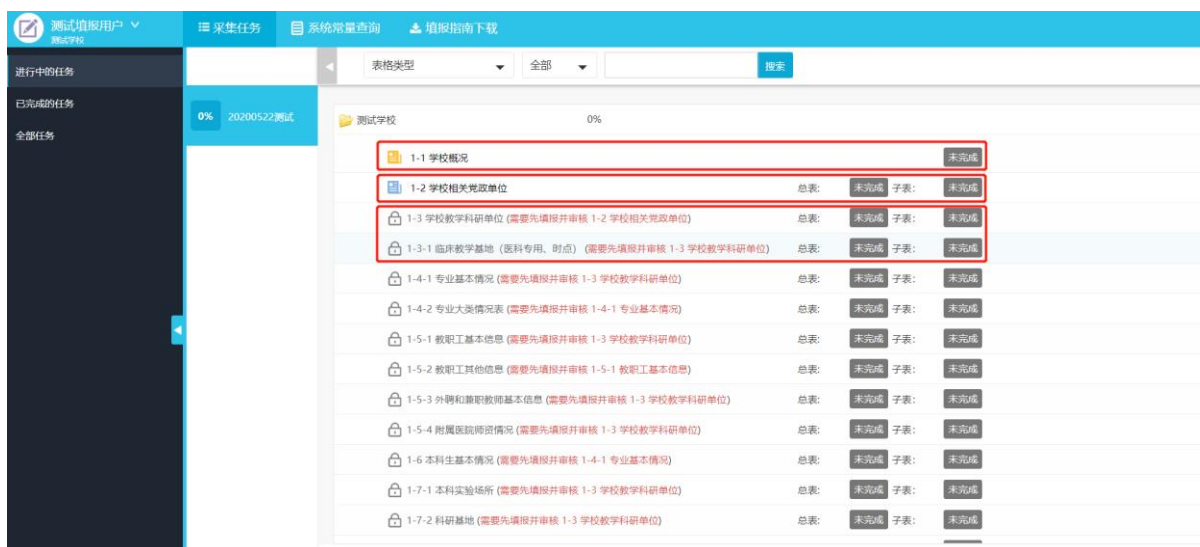 测试填报用户 采集任务 系统常量查询 填报指南下载
测试学校
进行中的任务 表格类型 全部 搜索
已完成的任务
0% 20200522测试 测试学校 0%
全部任务
1-1 学校概况 未完成
1-2 学校相关党政单位 总表: 未完成 子表: 未完成
1-3 学校教学科研单位 (需要先填报并审核 1-2 学校相关党政单位) 总表: 未完成 子表: 未完成
1-3-1 临床教学基地（医科专用、时点） (需要先填报并审核 1-3 学校教学科研单位) 总表: 未完成 子表: 未完成
1-4-1 专业基本情况 (需要先填报并审核 1-3 学校教学科研单位) 总表: 未完成 子表: 未完成
1-4-2 专业大类情况表 (需要先填报并审核 1-4-1 专业基本情况) 总表: 未完成 子表: 未完成
1-5-1 教职工基本信息 (需要先填报并审核 1-3 学校教学科研单位) 总表: 未完成 子表: 未完成
1-5-2 教职工其他信息 (需要先填报并审核 1-5-1 教职工基本信息) 总表: 未完成 子表: 未完成
1-5-3 外聘和兼职教师基本信息 (需要先填报并审核 1-3 学校教学科研单位) 总表: 未完成 子表: 未完成
1-5-4 附属医院师资情况 (需要先填报并审核 1-3 学校教学科研单位) 总表: 未完成 子表: 未完成
1-6 本科生基本情况 (需要先填报并审核 1-4-1 专业基本情况) 总表: 未完成 子表: 未完成
1-7-1 本科实验场所 (需要先填报并审核 1-3 学校教学科研单位) 总表: 未完成 子表: 未完成
1-7-2 科研基地 (需要先填报并审核 1-3 学校教学科研单位) 总表: 未完成 子表: 未完成